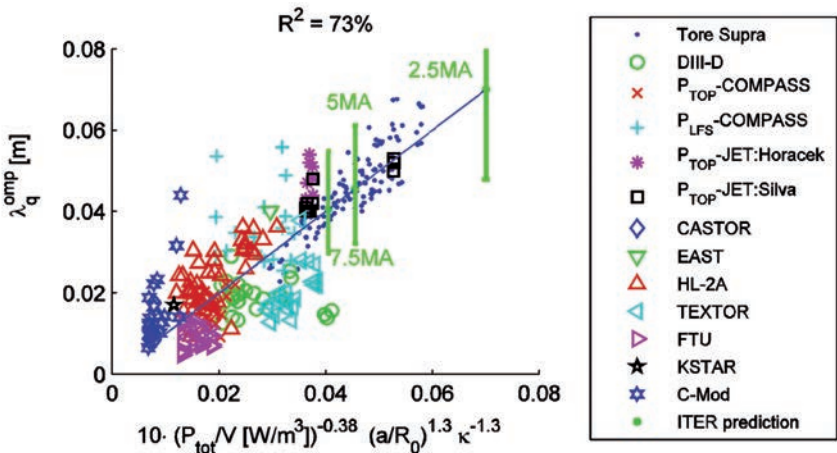 R² = 73%
0.08
0.06
0.04
0.02
0
λ_q^omp [m]
2.5MA
5MA
7.5MA
0 0.02 0.04 0.06 0.08
10· (P_tot/V [W/m³])^-0.38 (a/R_0)^1.3 κ^-1.3
Tore Supra
DIII-D
P_TOP-COMPASS
P_LFS-COMPASS
P_TOP-JET:Horacek
P_TOP-JET:Silva
CASTOR
EAST
HL-2A
TEXTOR
FTU
KSTAR
C-Mod
ITER prediction